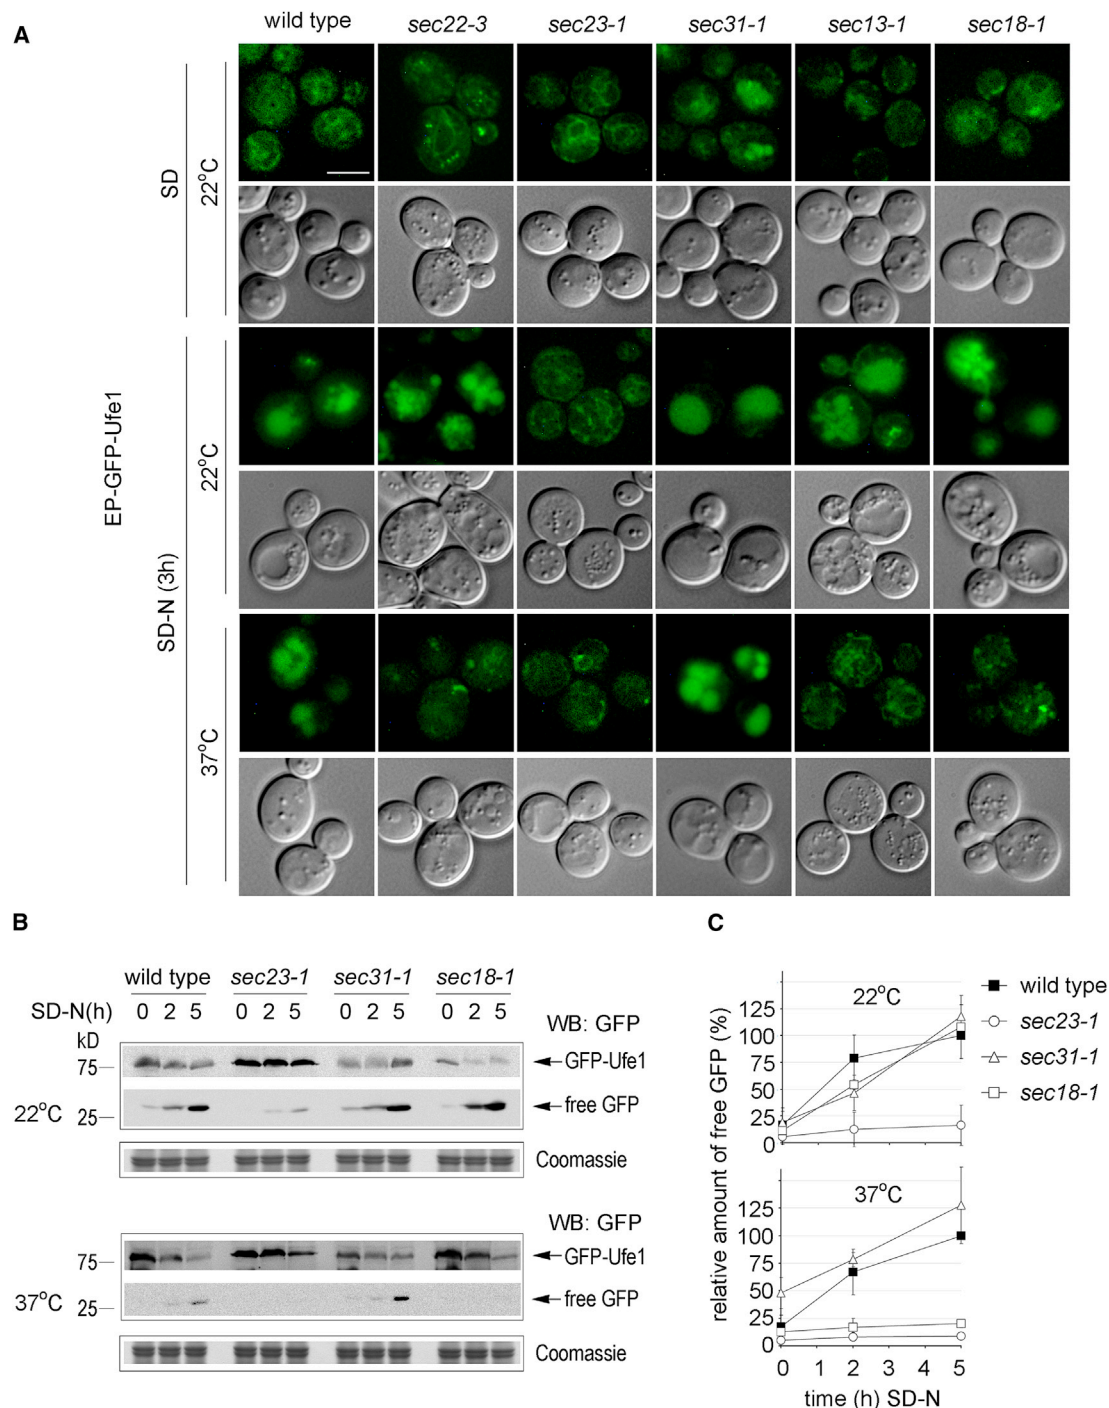 A
wild type sec22-3 sec23-1 sec31-1 sec13-1 sec18-1
SD
22°C
EP-GFP-Ufe1
SD-N (3h)
22°C
37°C
B
wild type sec23-1 sec31-1 sec18-1
SD-N(h) 0 2 5 0 2 5 0 2 5 0 2 5
kD
WB: GFP
75
GFP-Ufe1
22°C
25
free GFP
Coomassie
WB: GFP
75
GFP-Ufe1
37°C
25
free GFP
Coomassie
C
relative amount of free GFP (%)
22°C
125
100
75
50
25
0
37°C
125
100
75
50
25
0
0 1 2 3 4 5
time (h) SD-N
wild type
sec23-1
sec31-1
sec18-1